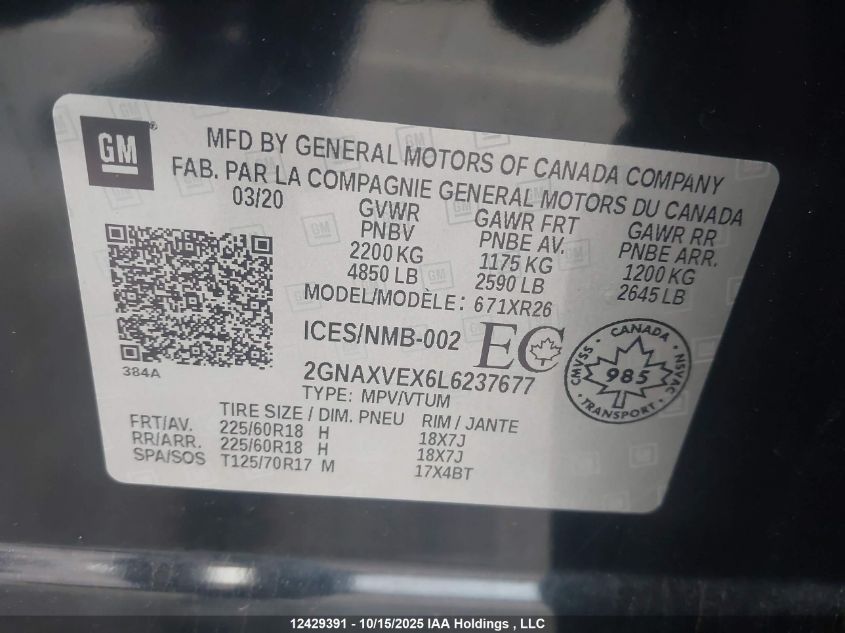 GM
MFD BY GENERAL MOTORS OF CANADA COMPANY
FAB. PAR LA COMPAGNIE GENERAL MOTORS DU CANADA
03/20
GVWR
PNBV
2200 KG
4850 LB
GAWR FRT
PNBE AV.
1175 KG
2590 LB
GAWR RR
PNBE ARR.
1200 KG
2645 LB
MODEL/MODÈLE: 671XR26
ICES/NMB-002 EC
384A
2GNAXVEX6L6237677
TYPE: MPV/VTUM
CANADA
CMVSS
985
NSVAC
TRANSPORT
TIRE SIZE / DIM. PNEU RIM / JANTE
FRT/AV. 225/60R18 H 18X7J
RR/ARR. 225/60R18 H 18X7J
SPA/SOS T125/70R17 M 17X4BT
12429391 - 10/15/2025 IAA Holdings, Inc.